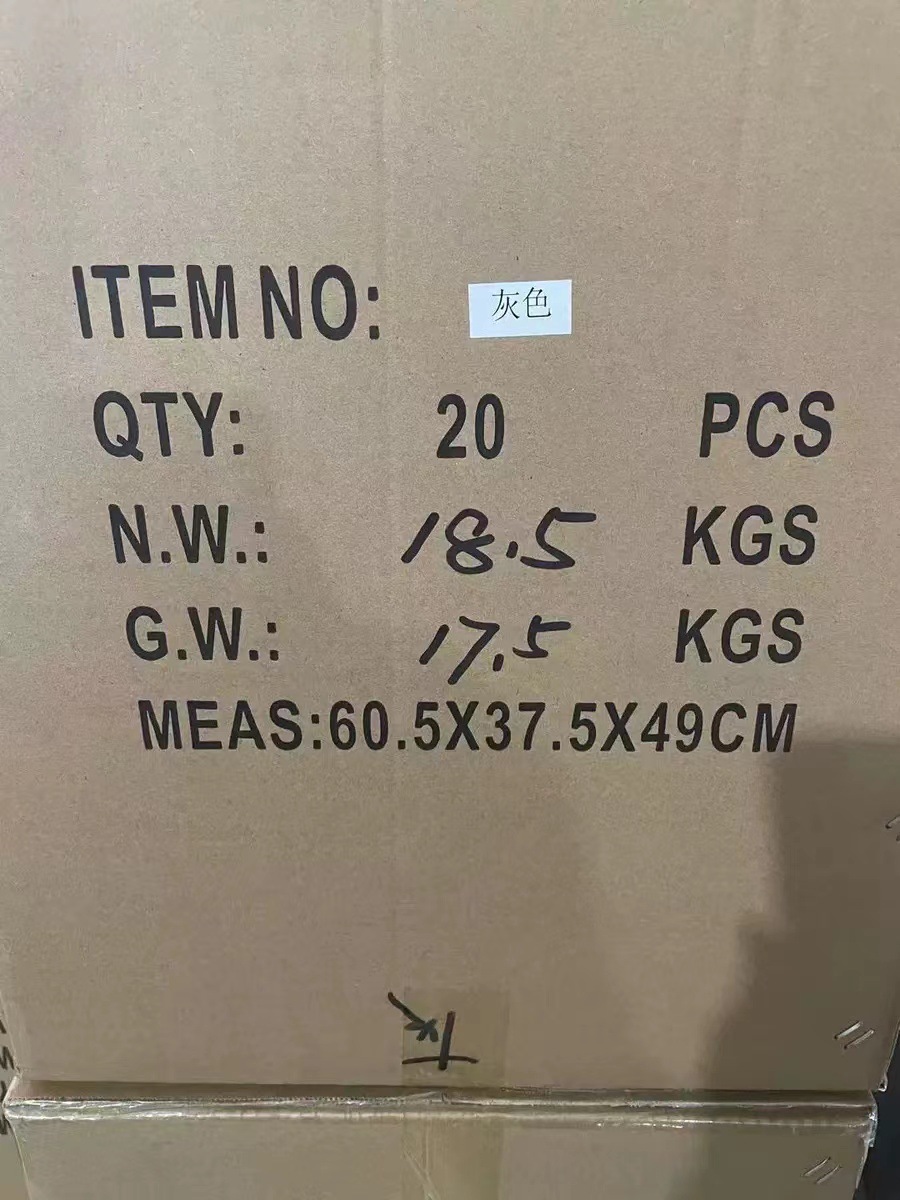 ITEM NO: 灰色
QTY: 20 PCS
N.W.: 18.5 KGS
G.W.: 17.5 KGS
MEAS:60.5X37.5X49CM